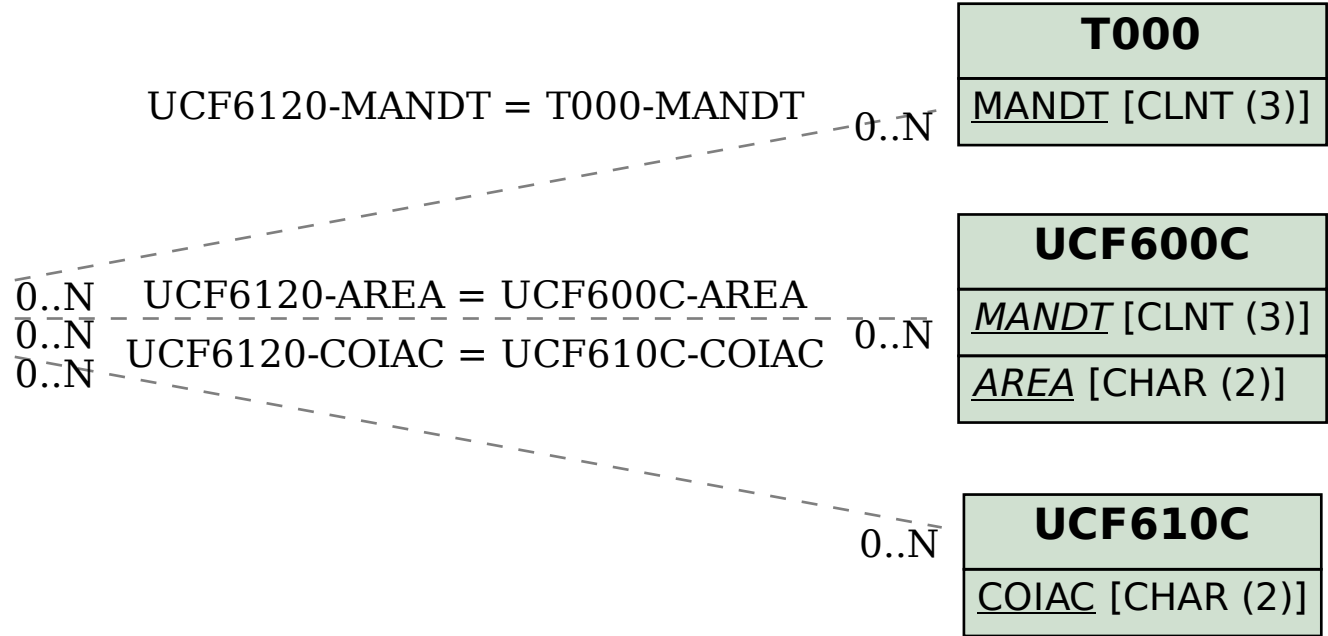 T000
MANDT [CLNT (3)]
UCF6120-MANDT = T000-MANDT
0..N
UCF600C
MANDT [CLNT (3)]
AREA [CHAR (2)]
0..N
UCF6120-AREA = UCF600C-AREA
0..N
0..N
UCF6120-COIAC = UCF610C-COIAC
0..N
0..N
UCF610C
COIAC [CHAR (2)]